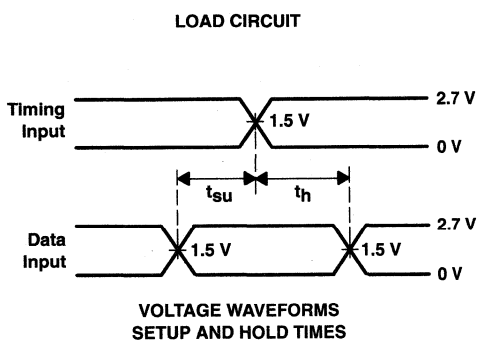 LOAD CIRCUIT
Timing
Input
2.7 V
1.5 V
0 V
tsu
th
Data
Input
2.7 V
1.5 V
1.5 V
0 V
VOLTAGE WAVEFORMS
SETUP AND HOLD TIMES